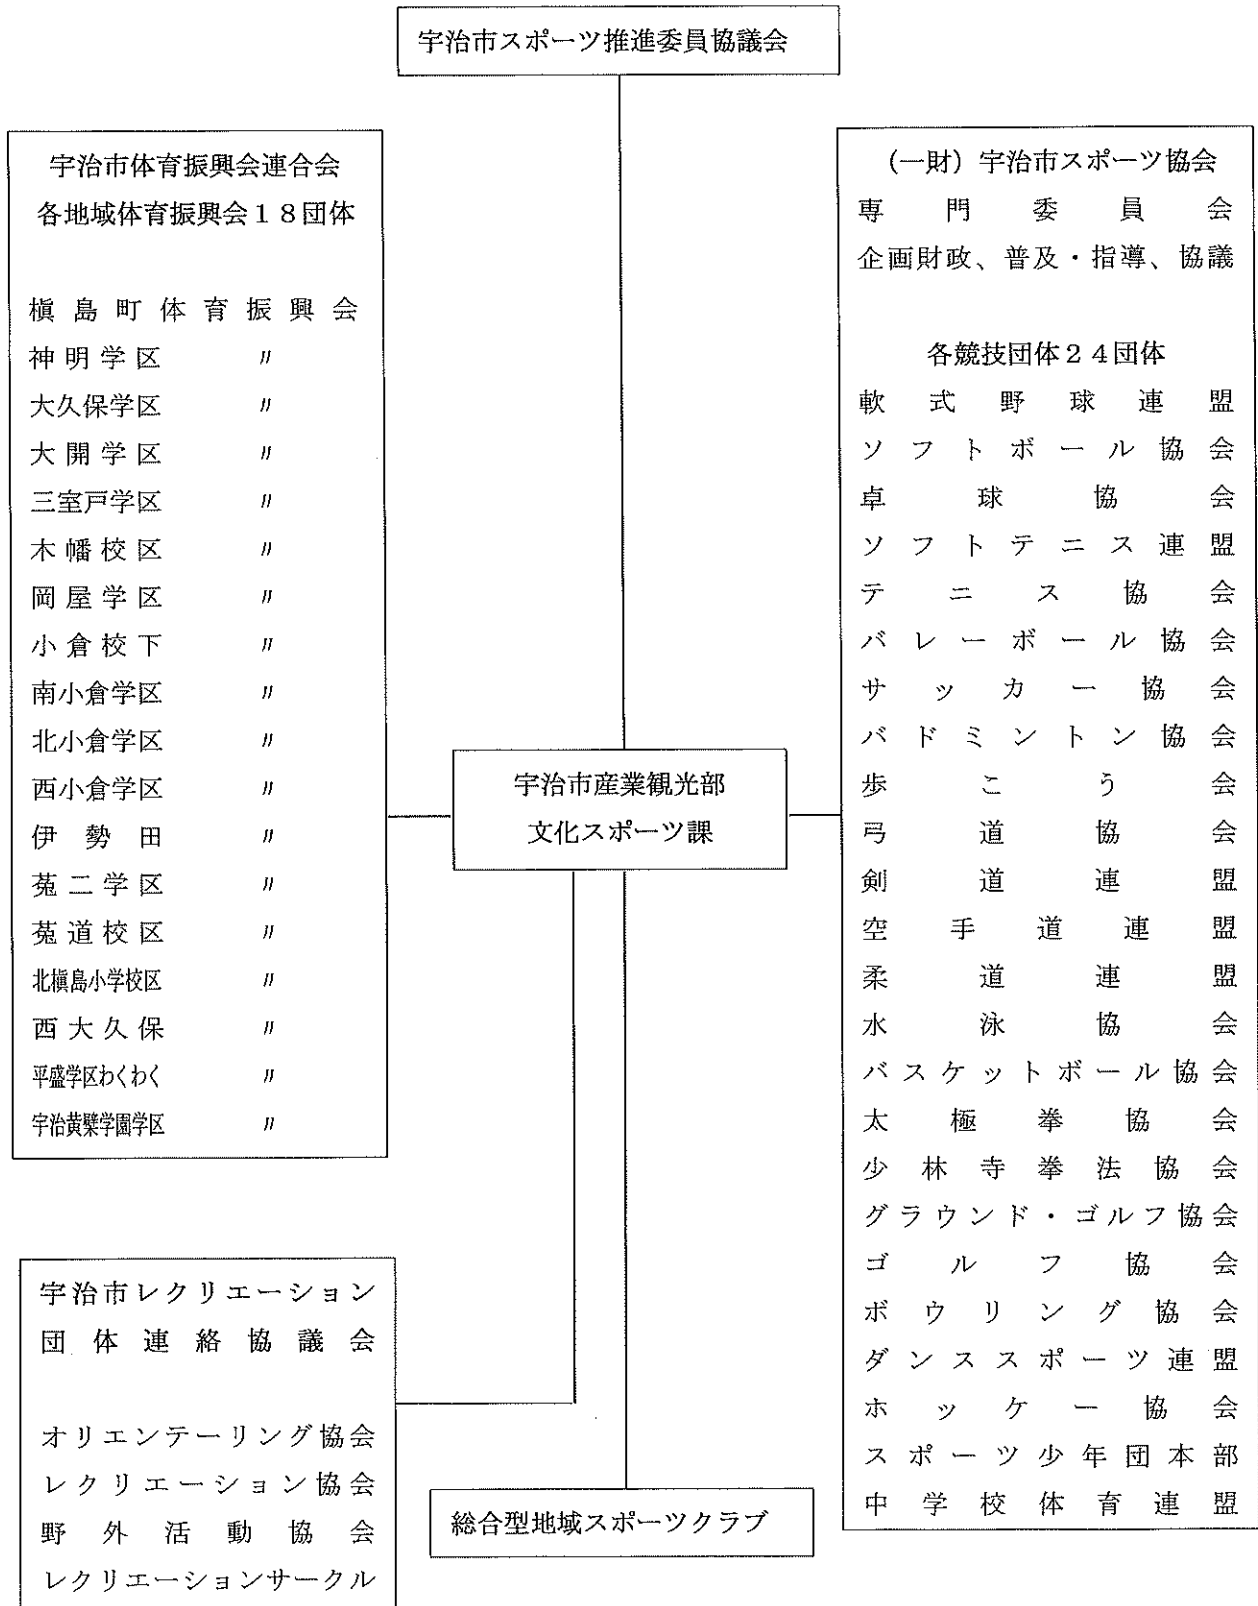 宇治市スポーツ推進委員協議会
宇治市体育振興会連合会
各地域体育振興会18団体
槇島町体育振興会
神明学区 〃
大久保学区 〃
大開学区 〃
三室戸学区 〃
木幡校区 〃
岡屋学区 〃
小倉校下 〃
南小倉学区 〃
北小倉学区 〃
西小倉学区 〃
伊勢田 〃
菟二学区 〃
菟道校区 〃
北槇島小学校区 〃
西大久保 〃
平盛学区わくわく 〃
宇治黄檗学園学区 〃
宇治市産業観光部
文化スポーツ課
(一財)宇治市スポーツ協会
専門委員会
企画財政、普及・指導、協議
各競技団体24団体
軟式野球連盟
ソフトボール協会
卓球協会
ソフトテニス連盟
テニス協会
バレーボール協会
サッカー協会
バドミントン協会
歩こう会
弓道協会
剣道連盟
空手道連盟
柔道連盟
水泳協会
バスケットボール協会
太極拳協会
少林寺拳法協会
グラウンド・ゴルフ協会
ゴルフ協会
ボウリング協会
ダンススポーツ連盟
ホッケー協会
スポーツ少年団本部
中学校体育連盟
宇治市レクリエーション
団体連絡協議会
オリエンテーリング協会
レクリエーション協会
野外活動協会
レクリエーションサークル
総合型地域スポーツクラブ